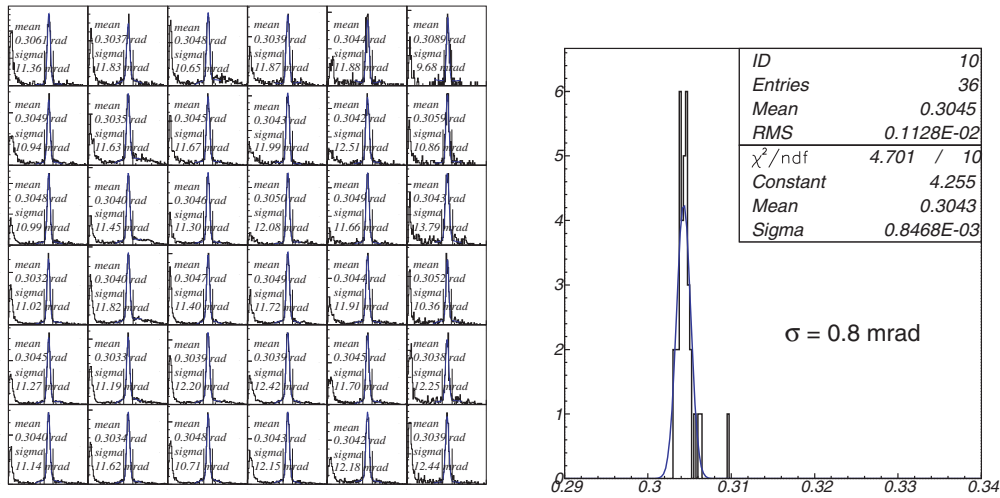 mean mean mean mean mean mean
0.3061 rad 0.3037 rad 0.3048 rad 0.3039 rad 0.3044 rad 0.3089 rad
sigma sigma sigma sigma sigma sigma
11.36 mrad 11.83 mrad 10.65 mrad 11.87 mrad 11.88 mrad 9.68 mrad
mean mean mean mean mean mean
0.3049 rad 0.3035 rad 0.3045 rad 0.3043 rad 0.3042 rad 0.3059 rad
sigma sigma sigma sigma sigma sigma
10.94 mrad 11.63 mrad 11.67 mrad 11.99 mrad 12.51 mrad 10.86 mrad
mean mean mean mean mean mean
0.3048 rad 0.3040 rad 0.3046 rad 0.3050 rad 0.3049 rad 0.3043 rad
sigma sigma sigma sigma sigma sigma
10.99 mrad 11.45 mrad 11.30 mrad 12.08 mrad 11.66 mrad 13.79 mrad
mean mean mean mean mean mean
0.3032 rad 0.3040 rad 0.3047 rad 0.3049 rad 0.3044 rad 0.3052 rad
sigma sigma sigma sigma sigma sigma
11.02 mrad 11.82 mrad 11.40 mrad 11.72 mrad 11.91 mrad 10.36 mrad
mean mean mean mean mean mean
0.3045 rad 0.3033 rad 0.3039 rad 0.3039 rad 0.3045 rad 0.3038 rad
sigma sigma sigma sigma sigma sigma
11.27 mrad 11.19 mrad 12.20 mrad 12.42 mrad 11.70 mrad 12.25 mrad
mean mean mean mean mean mean
0.3040 rad 0.3034 rad 0.3048 rad 0.3043 rad 0.3042 rad 0.3039 rad
sigma sigma sigma sigma sigma sigma
11.14 mrad 11.62 mrad 10.71 mrad 12.15 mrad 12.18 mrad 12.44 mrad
ID 10
Entries 36
Mean 0.3045
RMS 0.1128E-02
χ²/ndf 4.701 / 10
Constant 4.255
Mean 0.3043
Sigma 0.8468E-03
σ = 0.8 mrad
6
5
4
3
2
1
0
0.29 0.3 0.31 0.32 0.33 0.34